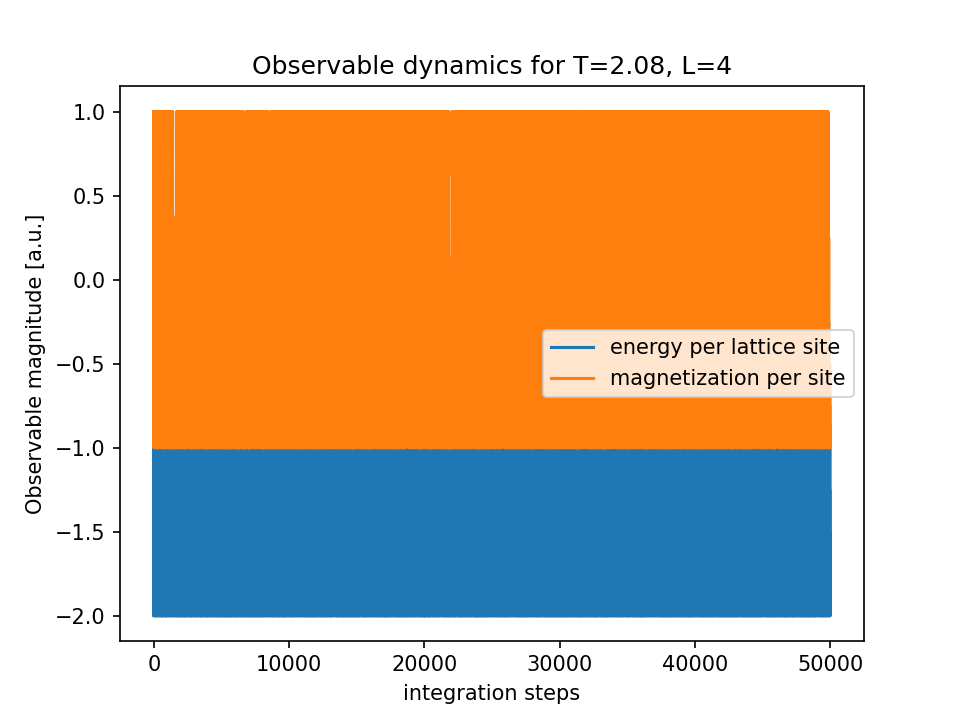 Observable dynamics for T=2.08, L=4
1.0
0.5
0.0
−0.5
−1.0
−1.5
−2.0
Observable magnitude [a.u.]
energy per lattice site
magnetization per site
0 10000 20000 30000 40000 50000
integration steps